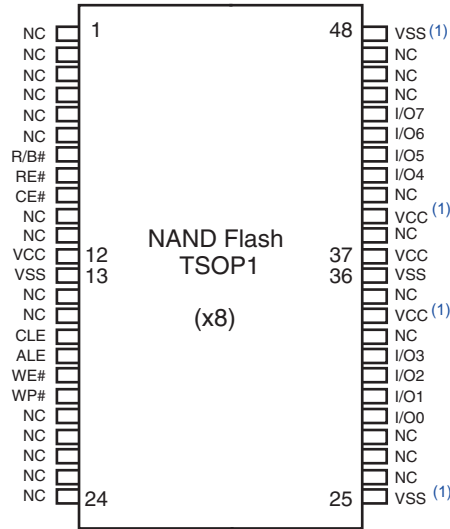 NC 1 48 VSS (1)
NC NC
NC NC
NC NC
NC I/O7
NC I/O6
R/B# I/O5
RE# I/O4
CE# NC
NC VCC (1)
NC NC
VCC 12 37 VCC
VSS 13 36 VSS
NC NC
NC VCC (1)
CLE NC
ALE I/O3
WE# I/O2
WP# I/O1
NC I/O0
NC NC
NC NC
NC NC
NC 24 25 VSS (1)
NAND Flash
TSOP1
(x8)